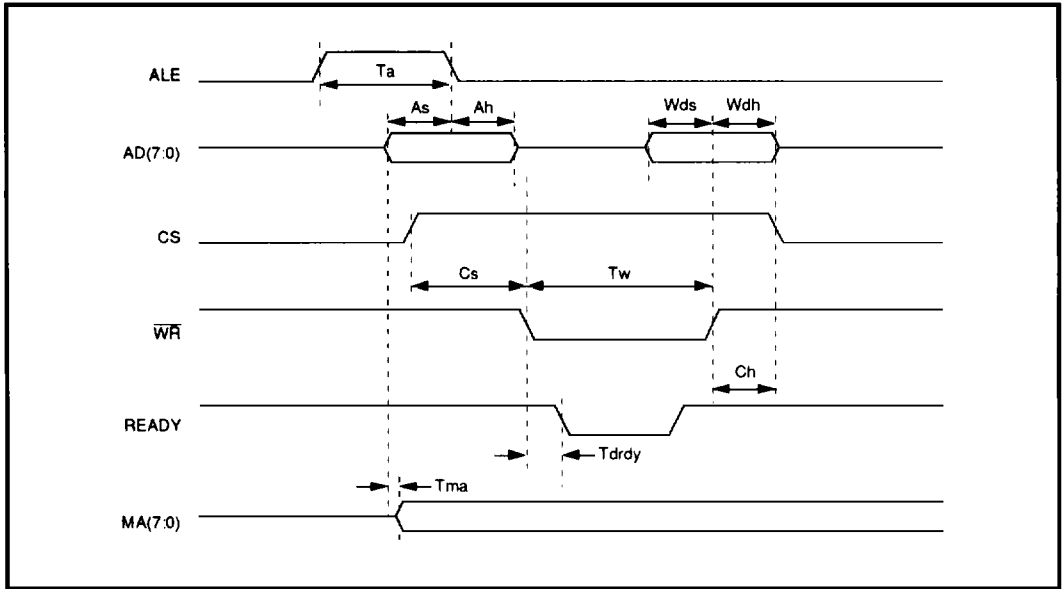 ALE
Ta
As
Ah
Wds
Wdh
AD(7:0)
CS
Cs
Tw
WR
Ch
READY
Tdrdy
Tma
MA(7:0)